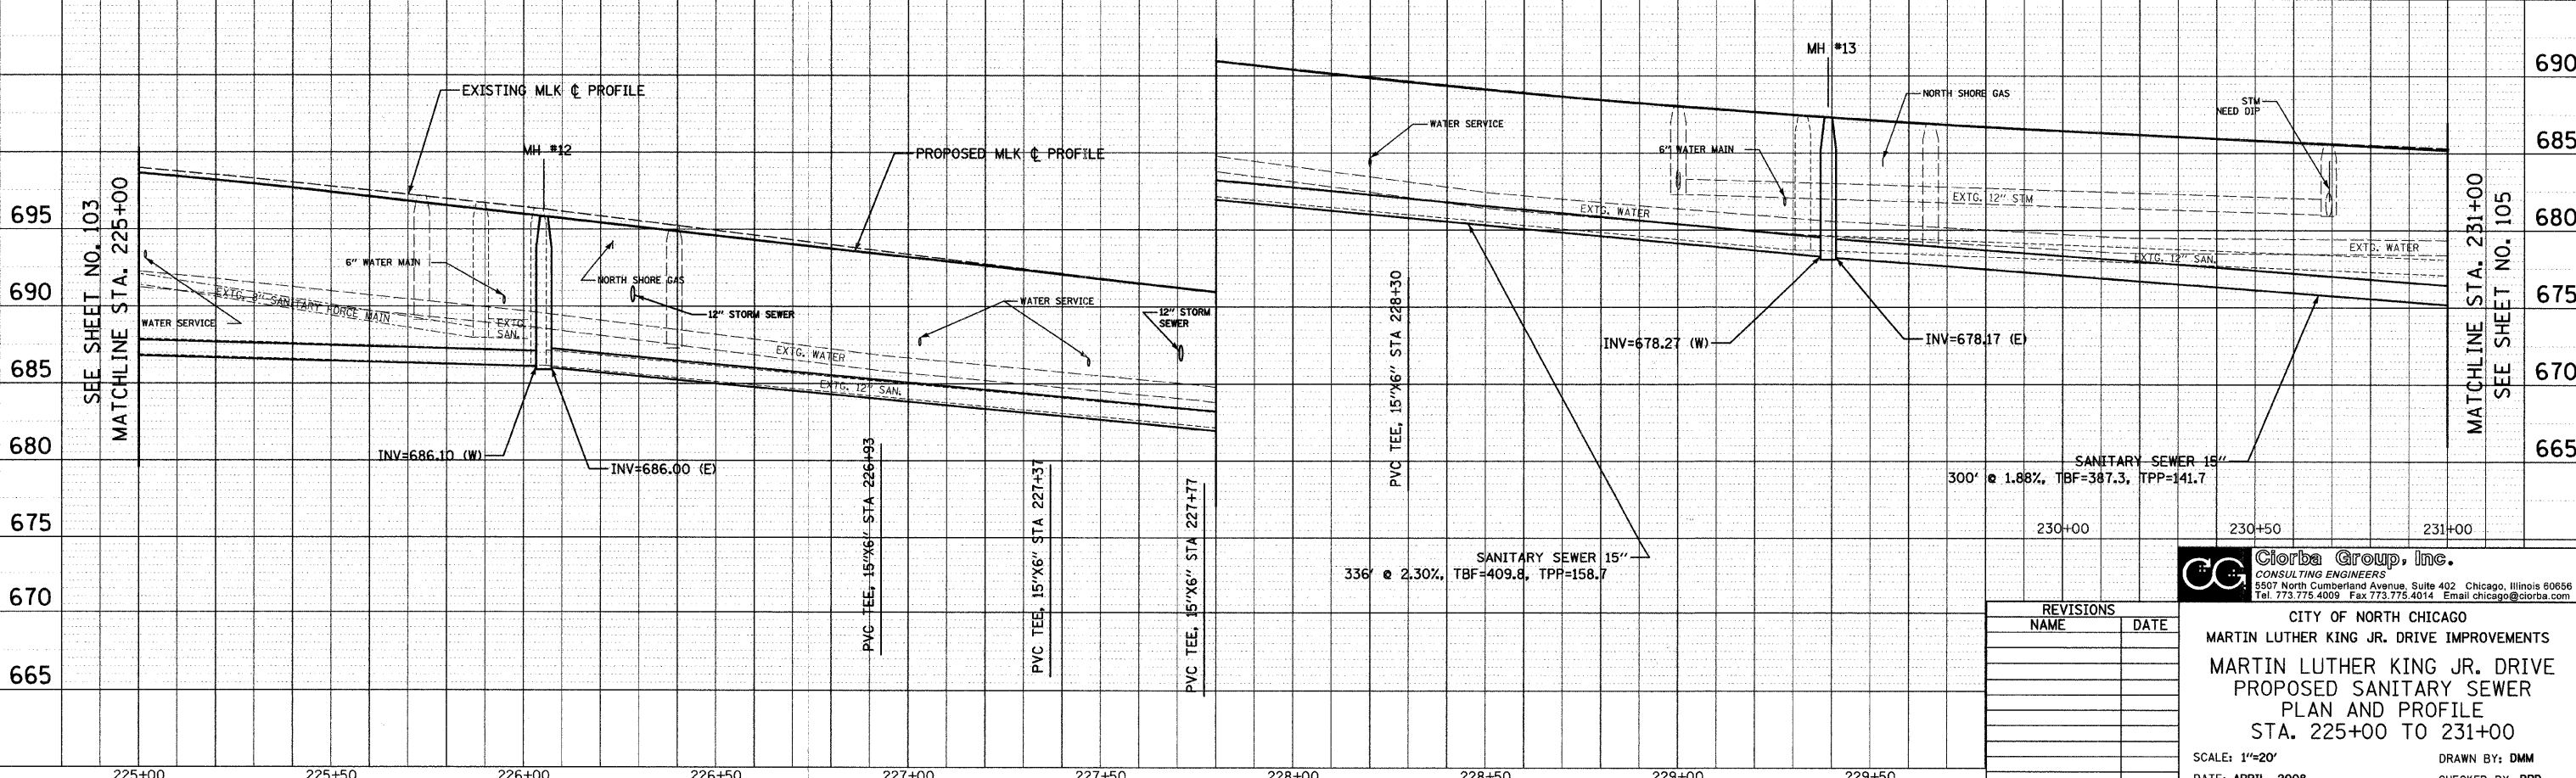 695
690
685
680
675
670
665
SEE SHEET NO. 103
MATCHLINE STA. 225+00
EXISTING MLK ℄ PROFILE
MH #12
PROPOSED MLK ℄ PROFILE
6" WATER MAIN
NORTH SHORE GAS
EXTG. 8" SANITARY FORCE MAIN
EXTG.
SAN.
WATER SERVICE
12" STORM SEWER
WATER SERVICE
12" STORM
SEWER
EXTG. WATER
EXTG. 12" SAN.
INV=686.10 (W)
INV=686.00 (E)
PVC TEE, 15"X6" STA 226+93
PVC TEE, 15"X6" STA 227+37
PVC TEE, 15"X6" STA 227+77
MH #13
WATER SERVICE
6" WATER MAIN
NORTH SHORE GAS
STM
NEED DIP
EXTG. WATER
EXTG. 12" STM
EXTG. WATER
EXTG. 12" SAN.
PVC TEE, 15"X6" STA 228+30
INV=678.27 (W)
INV=678.17 (E)
SANITARY SEWER 15"
336' @ 2.30%, TBF=409.8, TPP=158.7
SANITARY SEWER 15"
300' @ 1.88%, TBF=387.3, TPP=141.7
MATCHLINE STA. 231+00
SEE SHEET NO. 105
690
685
680
675
670
665
230+00 230+50 231+00
225+00 225+50 226+00 226+50 227+00 227+50 228+00 228+50 229+00 229+50
CG
Ciorba Group, Inc.
CONSULTING ENGINEERS
5507 North Cumberland Avenue, Suite 402 Chicago, Illinois 60656
Tel. 773.775.4009 Fax 773.775.4014 Email chicago@ciorba.com
REVISIONS
NAME DATE
CITY OF NORTH CHICAGO
MARTIN LUTHER KING JR. DRIVE IMPROVEMENTS
MARTIN LUTHER KING JR. DRIVE
PROPOSED SANITARY SEWER
PLAN AND PROFILE
STA. 225+00 TO 231+00
SCALE: 1"=20' DRAWN BY: DMM
DATE: APRIL, 2008 CHECKED BY: